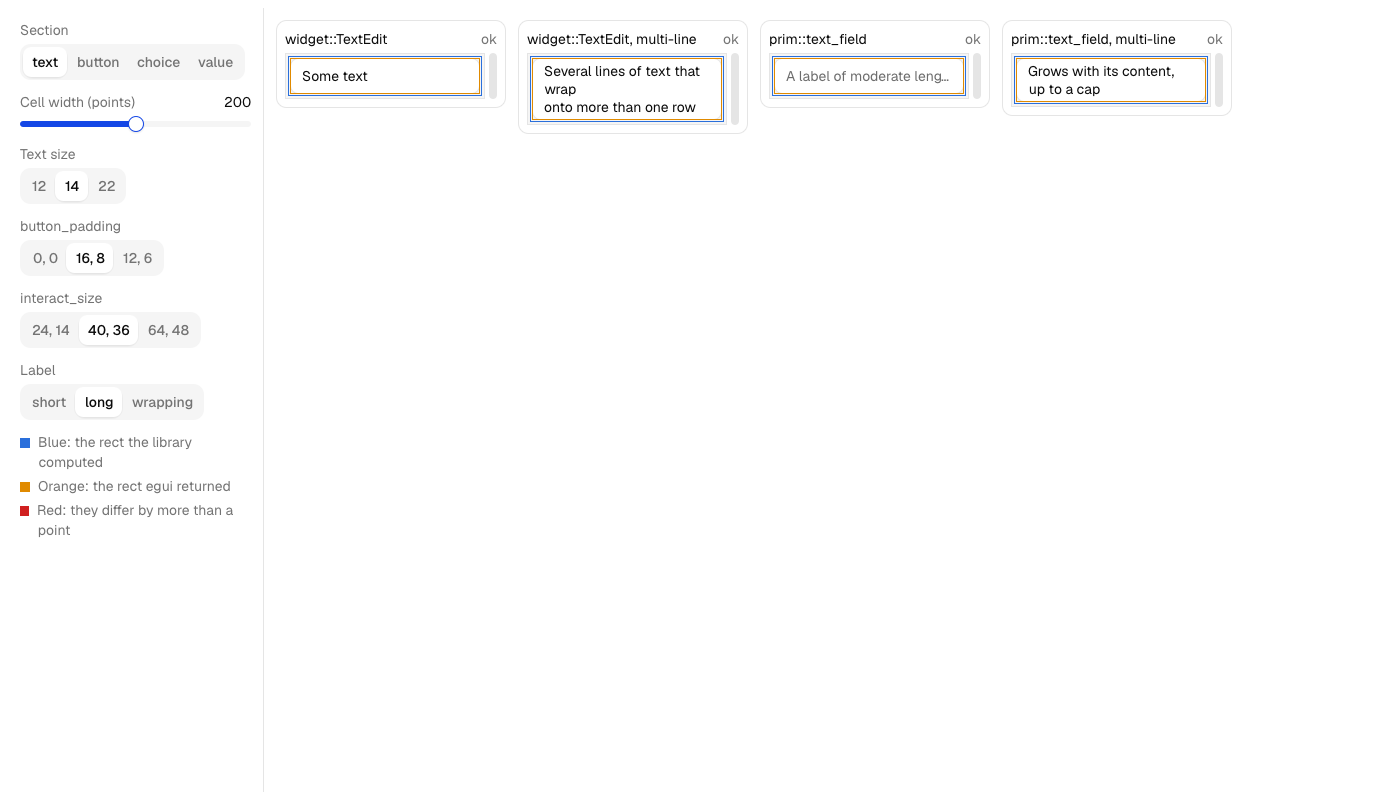 Section
text button choice value
Cell width (points) 200
Text size
12 14 22
button_padding
0, 0 16, 8 12, 6
interact_size
24, 14 40, 36 64, 48
Label
short long wrapping
Blue: the rect the library
computed
Orange: the rect egui returned
Red: they differ by more than a
point
widget::TextEdit ok
Some text
widget::TextEdit, multi-line ok
Several lines of text that
wrap
onto more than one row
prim::text_field ok
A label of moderate leng…
prim::text_field, multi-line ok
Grows with its content,
up to a cap